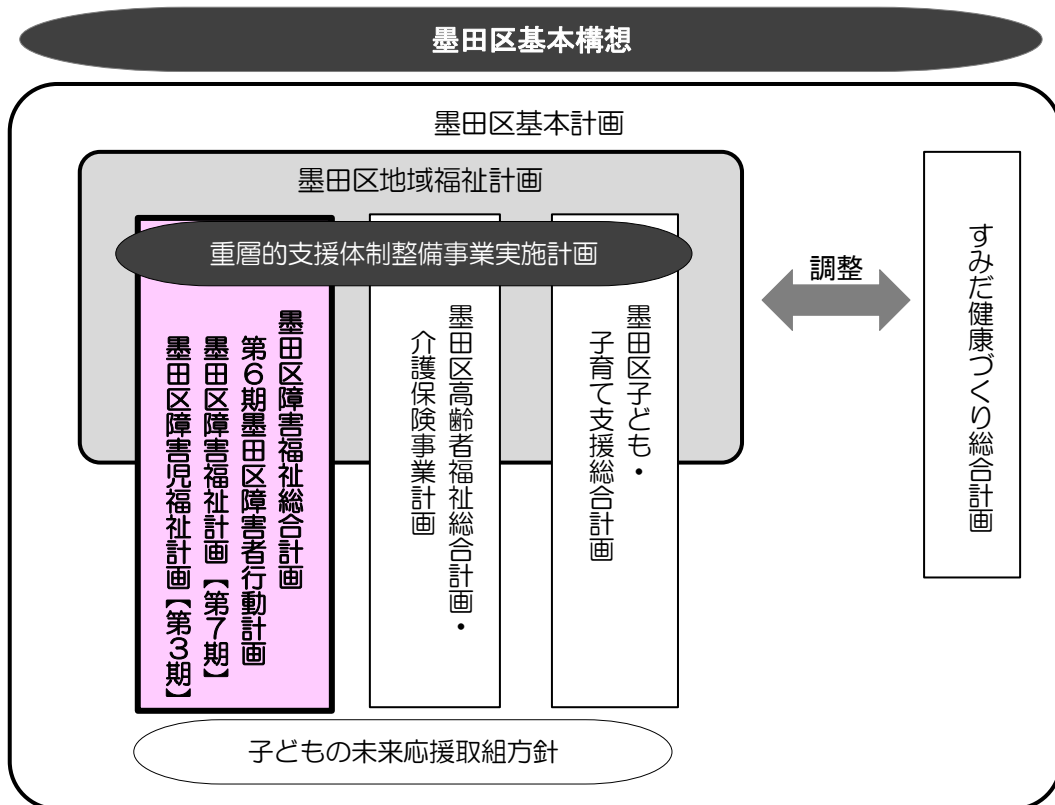 墨田区基本構想
墨田区基本計画
墨田区地域福祉計画
重層的支援体制整備事業実施計画
墨田区障害福祉総合計画
第6期墨田区障害者行動計画
墨田区障害福祉計画【第7期】
墨田区障害児福祉計画【第3期】
墨田区高齢者福祉総合計画・
介護保険事業計画
墨田区子ども・
子育て支援総合計画
調整
すみだ健康づくり総合計画
子どもの未来応援取組方針